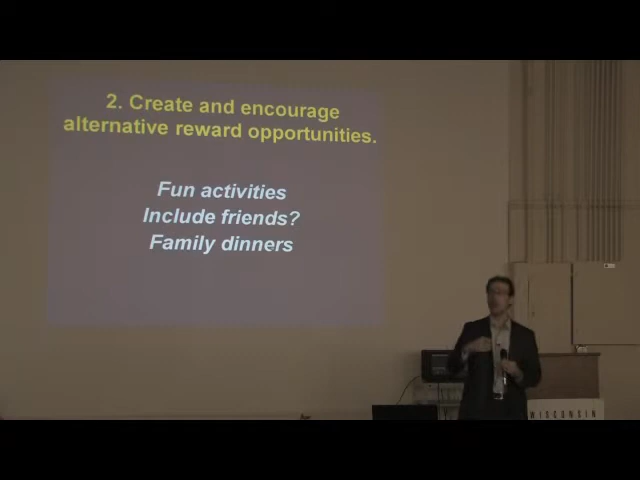 2. Create and encourage
alternative reward opportunities.
Fun activities
Include friends?
Family dinners
WISCONSIN